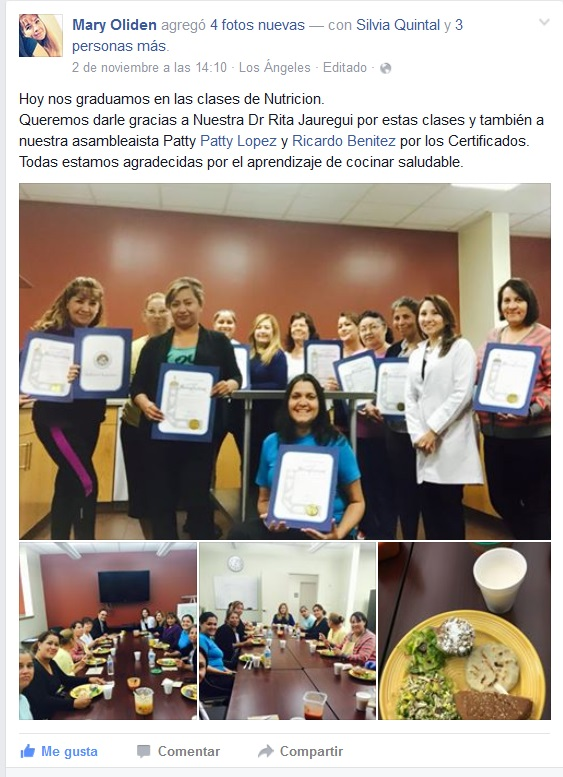 Mary Oliden agregó 4 fotos nuevas — con Silvia Quintal y 3
personas más.
2 de noviembre a las 14:10 · Los Ángeles · Editado ·
Hoy nos graduamos en las clases de Nutricion.
Queremos darle gracias a Nuestra Dr Rita Jauregui por estas clases y también a
nuestra asambleaista Patty Patty Lopez y Ricardo Benitez por los Certificados.
Todas estamos agradecidas por el aprendizaje de cocinar saludable.
Me gusta Comentar Compartir